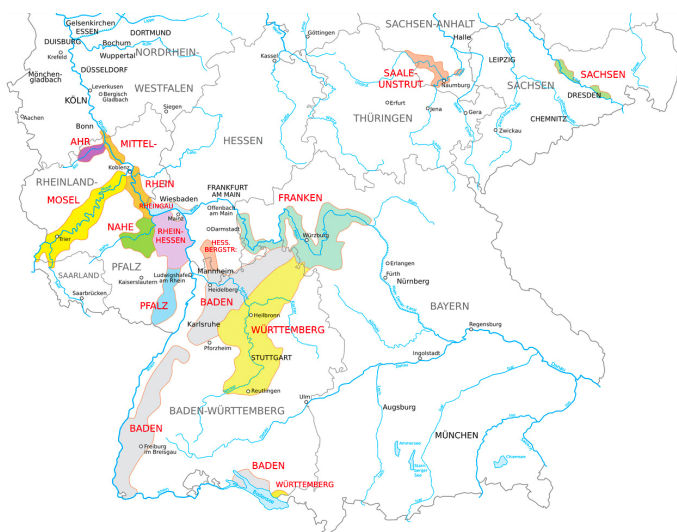 SACHSEN-ANHALT
Gelsenkirchen
ESSEN
DORTMUND
Göttingen
Halle
DUISBURG
Bochum
Krefeld
Wuppertal
NORDRHEIN-
Kassel
LEIPZIG
Mönchen-
gladbach
DÜSSELDORF
SAALE-
UNSTRUT
SACHSEN
Naumburg
SACHSEN
Leverkusen
WESTFALEN
Bergisch
Gladbach
KÖLN
DRESDEN
Erfurt
Jena
Gera
Siegen
Aachen
THÜRINGEN
CHEMNITZ
Bonn
Zwickau
HESSEN
AHR
MITTEL-
Koblenz
RHEINLAND-
RHEIN
FRANKFURT
AM MAIN
MOSEL
Wiesbaden
FRANKEN
RHEINGAU
Offenbach
am Main
Mainz
NAHE
RHEIN-
HESSEN
Darmstadt
Würzburg
Trier
HESS.
BERGSTR.
Erlangen
PFALZ
Mannheim
SAARLAND
Ludwigshafen
am Rhein
Fürth
Kaiserslautern
Nürnberg
Heidelberg
Saarbrücken
PFALZ
BADEN
BAYERN
Heilbronn
Karlsruhe
WÜRTTEMBERG
Regensburg
Pforzheim
STUTTGART
Ingolstadt
Donau
Reutlingen
Ulm
BADEN-WÜRTTEMBERG
Augsburg
BADEN
MÜNCHEN
Freiburg
im Breisgau
Ammersee
Chiemsee
BADEN
Bodensee
WÜRTTEMBERG